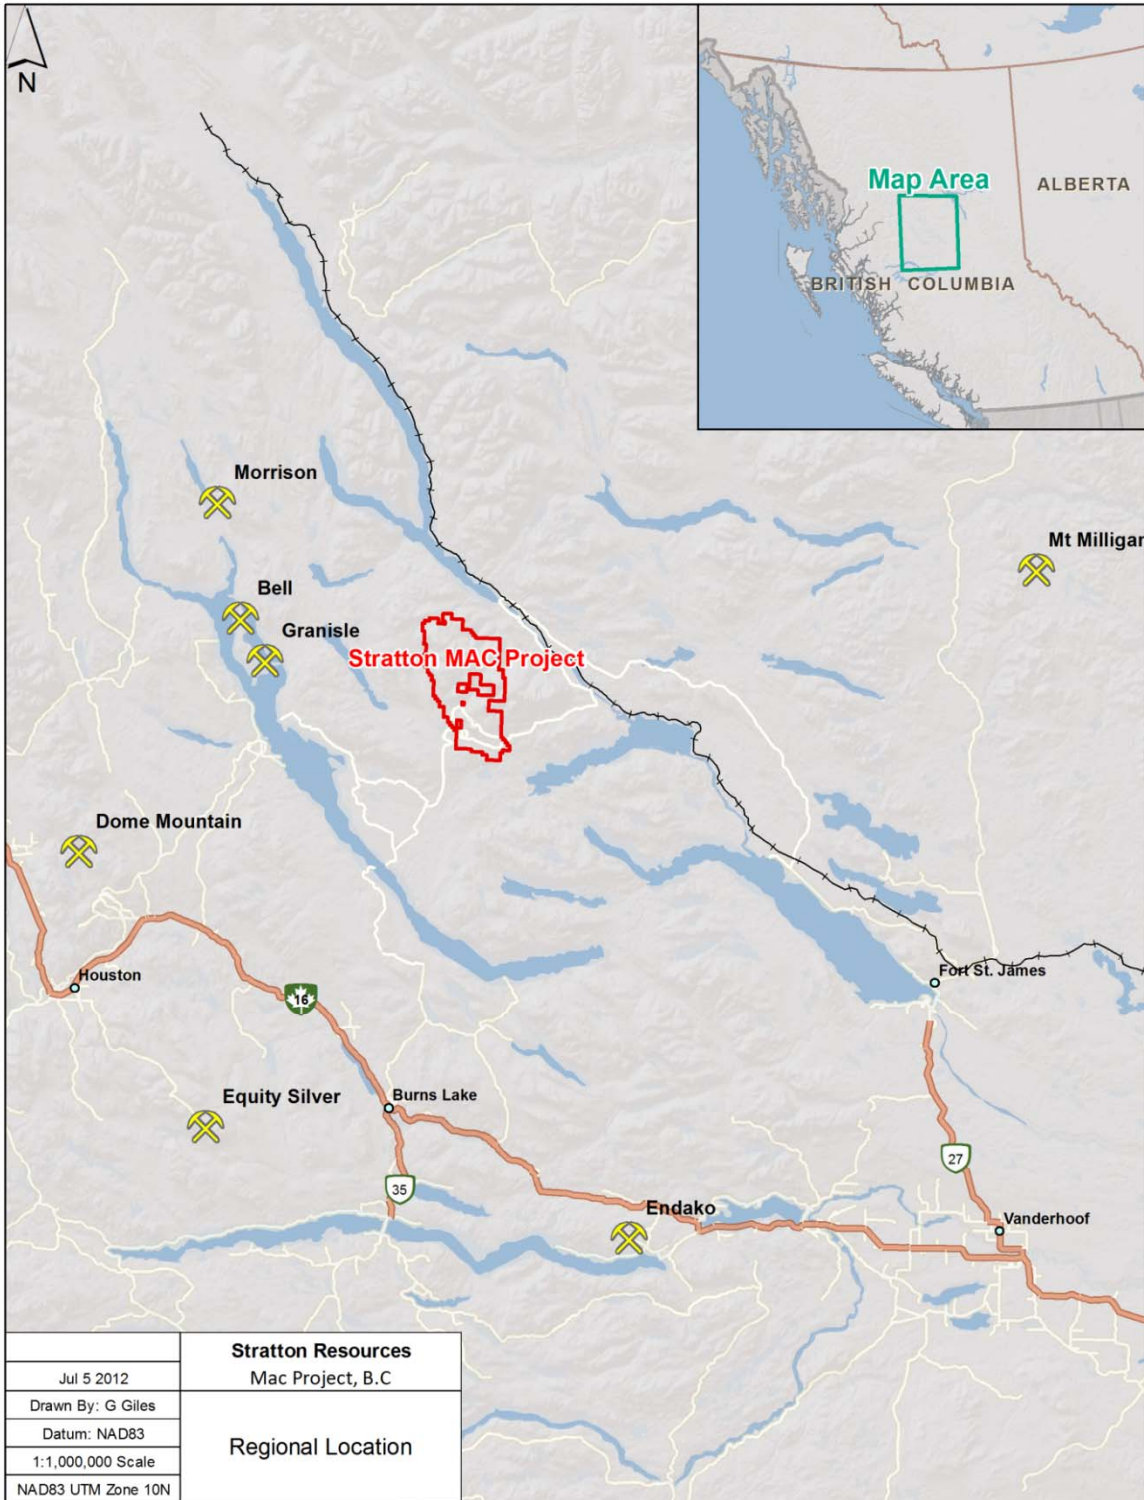 N
Map Area
ALBERTA
BRITISH COLUMBIA
Morrison
Mt Milligan
Bell
Granisle
Stratton MAC Project
Dome Mountain
Houston
16
Fort St. James
Equity Silver
Burns Lake
27
35
Endako
Vanderhoof
Stratton Resources
Mac Project, B.C
Jul 5 2012
Drawn By: G Giles
Datum: NAD83
1:1,000,000 Scale
NAD83 UTM Zone 10N
Regional Location